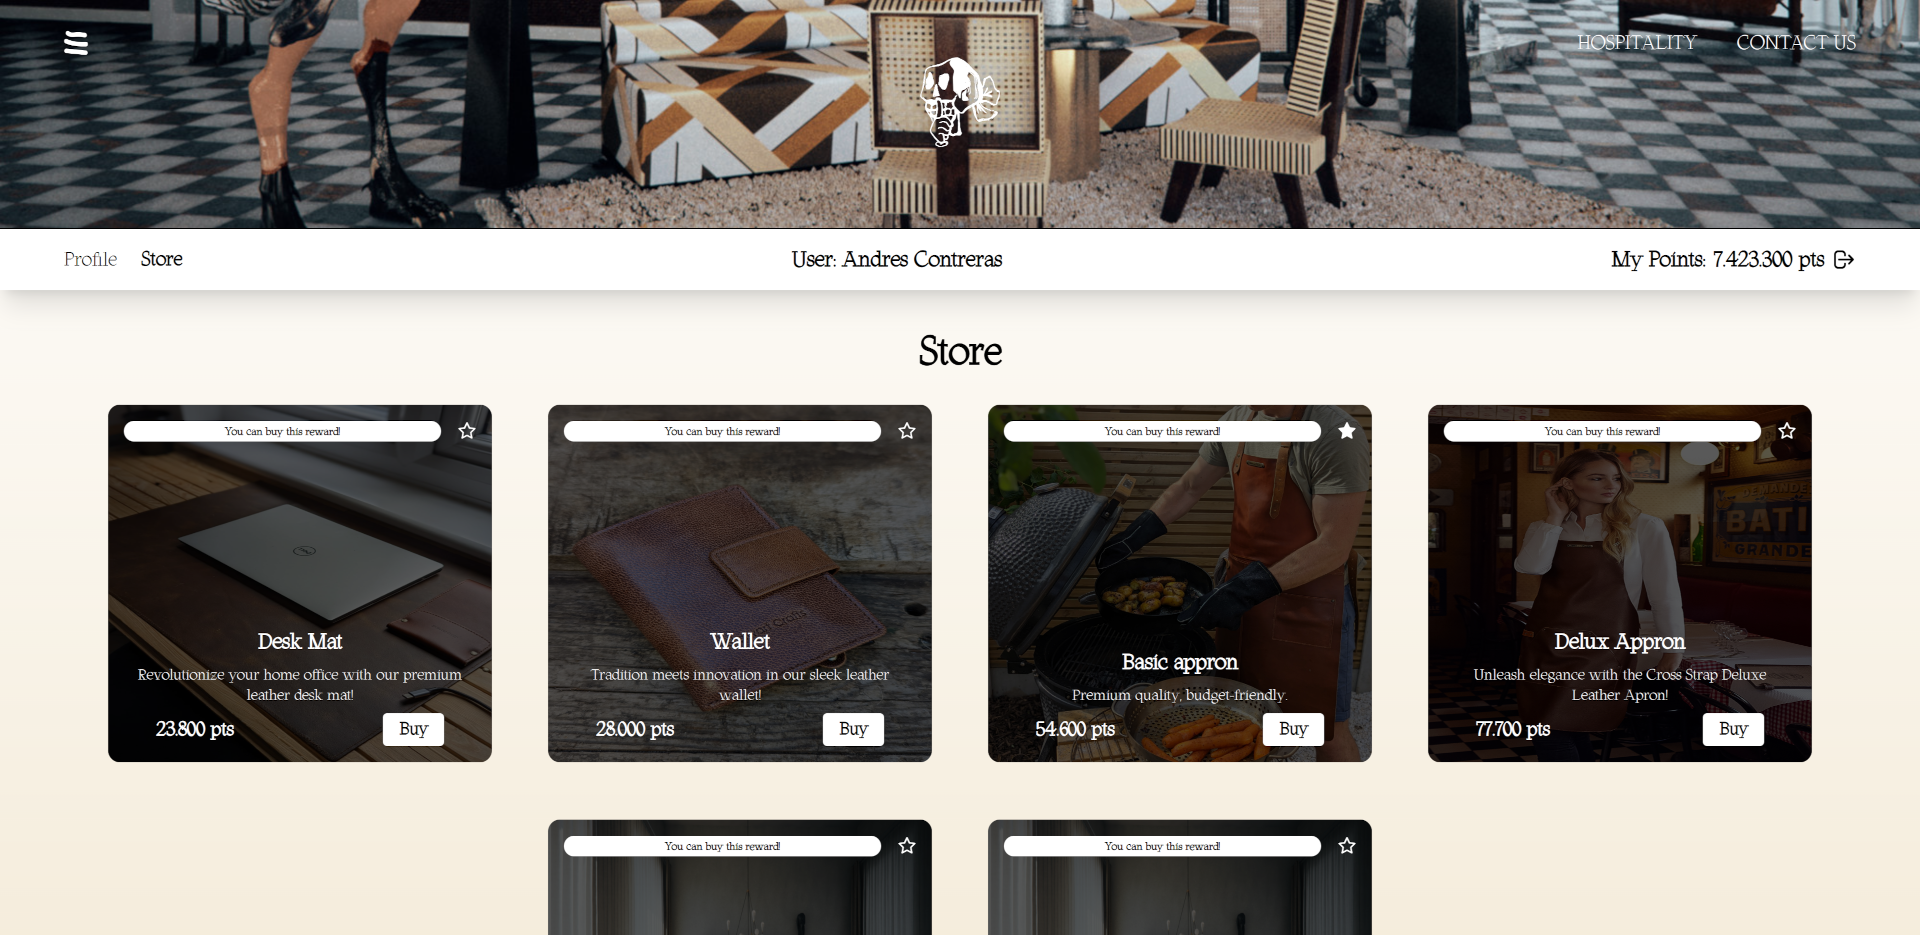 HOSPITALITY CONTACT US
Profile Store User: Andres Contreras My Points: 7.423.300 pts
Store
You can buy this reward!
Desk Mat
Revolutionize your home office with our premium
leather desk mat!
23.800 pts Buy
You can buy this reward!
Wallet
Tradition meets innovation in our sleek leather
wallet!
28.000 pts Buy
You can buy this reward!
Basic appron
Premium quality, budget-friendly.
54.600 pts Buy
You can buy this reward!
DEMANDE
BATI
GRANDE
Delux Appron
Unleash elegance with the Cross Strap Deluxe
Leather Apron!
77.700 pts Buy
You can buy this reward!
You can buy this reward!